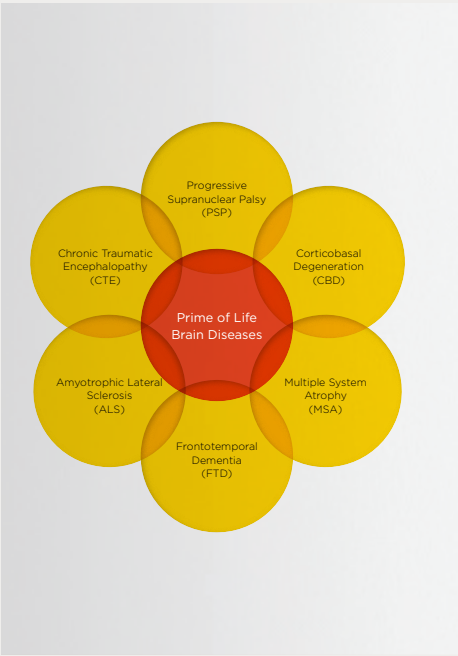 Progressive
Supranuclear Palsy
(PSP)
Chronic Traumatic
Encephalopathy
(CTE)
Corticobasal
Degeneration
(CBD)
Prime of Life
Brain Diseases
Amyotrophic Lateral
Sclerosis
(ALS)
Multiple System
Atrophy
(MSA)
Frontotemporal
Dementia
(FTD)